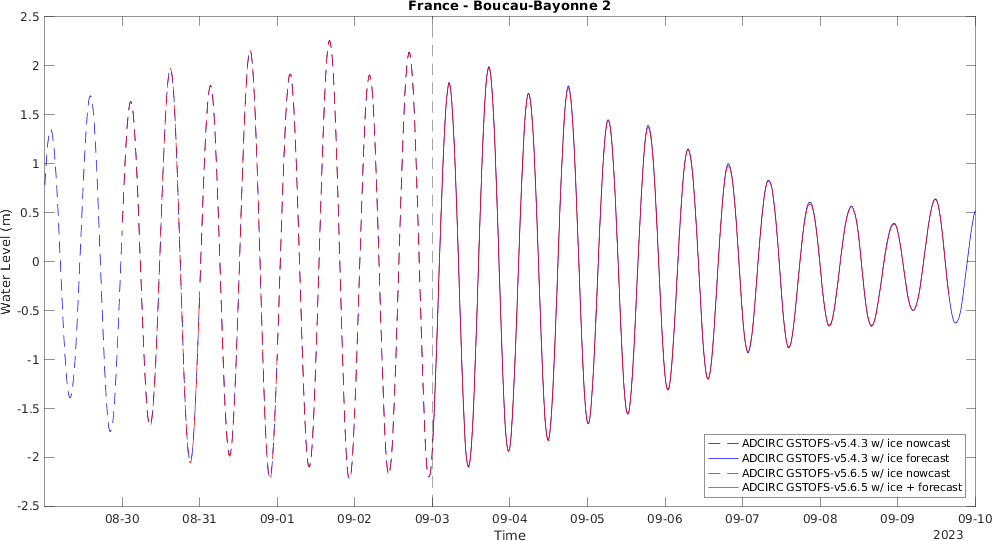 France - Boucau-Bayonne 2
2.5
2
1.5
1
0.5
0
-0.5
-1
-1.5
-2
-2.5
Water Level (m)
ADCIRC GSTOFS-v5.4.3 w/ ice nowcast
ADCIRC GSTOFS-v5.4.3 w/ ice forecast
ADCIRC GSTOFS-v5.6.5 w/ ice nowcast
ADCIRC GSTOFS-v5.6.5 w/ ice + forecast
08-30 08-31 09-01 09-02 09-03 09-04 09-05 09-06 09-07 09-08 09-09 09-10
Time
2023